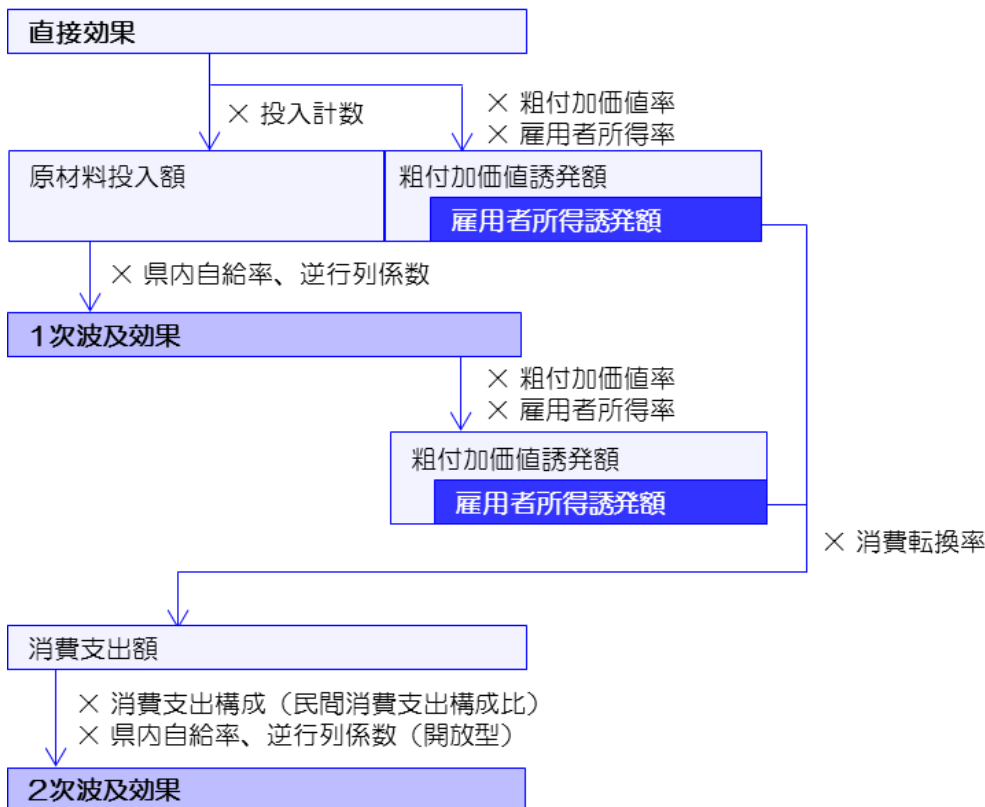 直接効果
× 投入計数
× 粗付加価値率
× 雇用者所得率
原材料投入額
粗付加価値誘発額
雇用者所得誘発額
× 県内自給率、逆行列係数
1次波及効果
× 粗付加価値率
× 雇用者所得率
粗付加価値誘発額
雇用者所得誘発額
× 消費転換率
消費支出額
× 消費支出構成（民間消費支出構成比）
× 県内自給率、逆行列係数（開放型）
2次波及効果